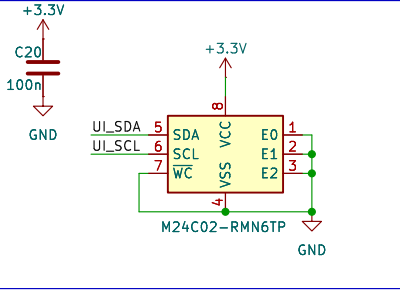 +3.3V
C20
100n
GND
+3.3V
8
VCC
UI_SDA 5 SDA E0 1
UI_SCL 6 SCL E1 2
7 WC E2 3
VSS
4
M24C02-RMN6TP
GND